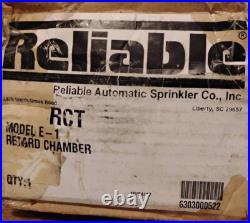 Reliable
Reliable Automatic Sprinkler Co., Inc
Liberty, SC 29657
RCT
MODEL E-1
RETARD CHAMBER
QTY:1
6303000522